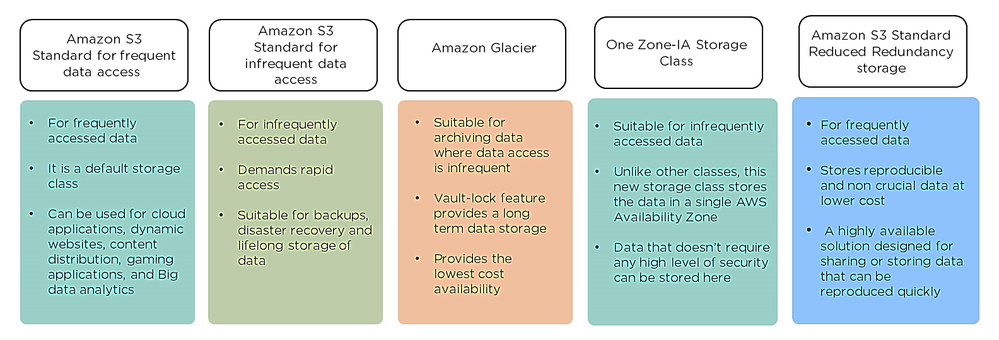 Amazon S3
Standard for frequent
data access
Amazon S3
Standard for
infrequent data
access
Amazon Glacier
One Zone-IA Storage
Class
Amazon S3 Standard
Reduced Redundancy
storage
• For frequently
accessed data
• It is a default storage
class
• Can be used for cloud
applications, dynamic
websites, content
distribution, gaming
applications, and Big
data analytics
• For infrequently
accessed data
• Demands rapid
access
• Suitable for backups,
disaster recovery and
lifelong storage of
data
• Suitable for
archiving data
where data access
is infrequent
• Vault-lock feature
provides a long
term data storage
• Provides the
lowest cost
availability
• Suitable for infrequently
accessed data
• Unlike other classes, this
new storage class stores
the data in a single AWS
Availability Zone
• Data that doesn't require
any high level of security
can be stored here
• For frequently
accessed data
• Stores reproducible
and non crucial data at
lower cost
• A highly available
solution designed for
sharing or storing data
that can be
reproduced quickly